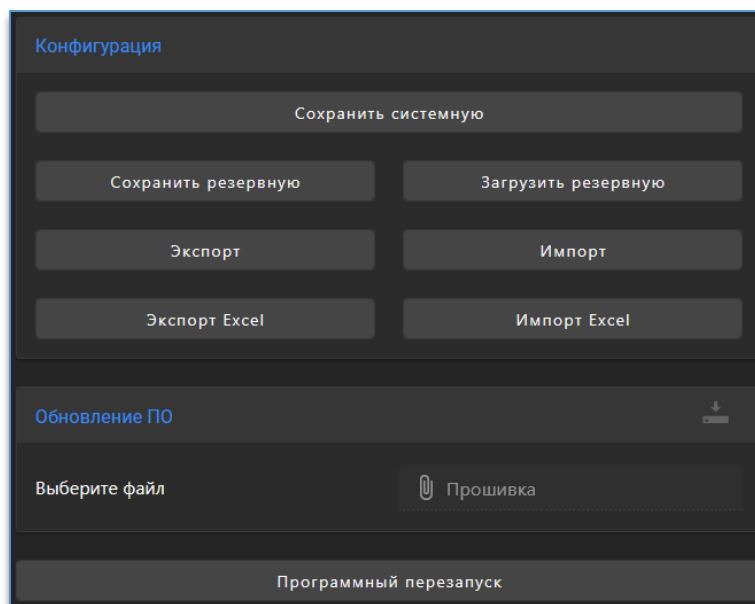 Конфигурация
Сохранить системную
Сохранить резервную
Загрузить резервную
Экспорт
Импорт
Экспорт Excel
Импорт Excel
Обновление ПО
Выберите файл
Прошивка
Программный перезапуск